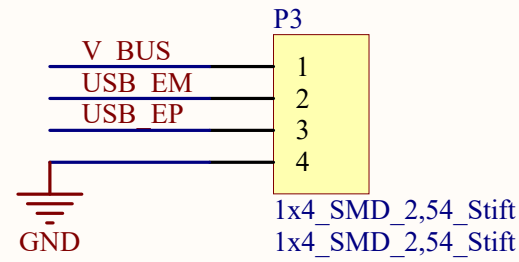 P3
V_BUS
1
USB_EM
2
USB_EP
3
4
1x4_SMD_2,54_Stift
GND
1x4_SMD_2,54_Stift